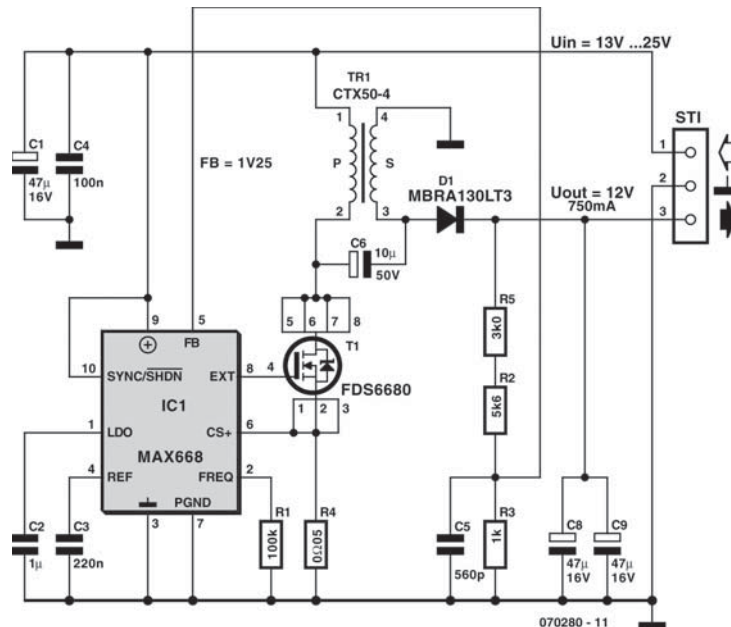 Uin = 13V ...25V
TR1
CTX50-4
STI
1
4
C1
C4
1
FB = 1V25
P
S
D1
2
47µ
16V
100n
MBRA130LT3
Uout = 12V
750mA
3
2
3
C6
10µ
50V
R5
3k0
9
5
5
6
7
8
FB
T1
10
SYNC/SHDN
EXT
8
4
R2
5k6
FDS6680
IC1
1
2
3
1
LDO
CS+
6
MAX668
4
REF
FREQ
2
PGND
C2
C3
3
7
R1
100k
R4
0Ω05
C5
R3
1k
C8
C9
1µ
220n
560p
47µ
16V
47µ
16V
070280 - 11